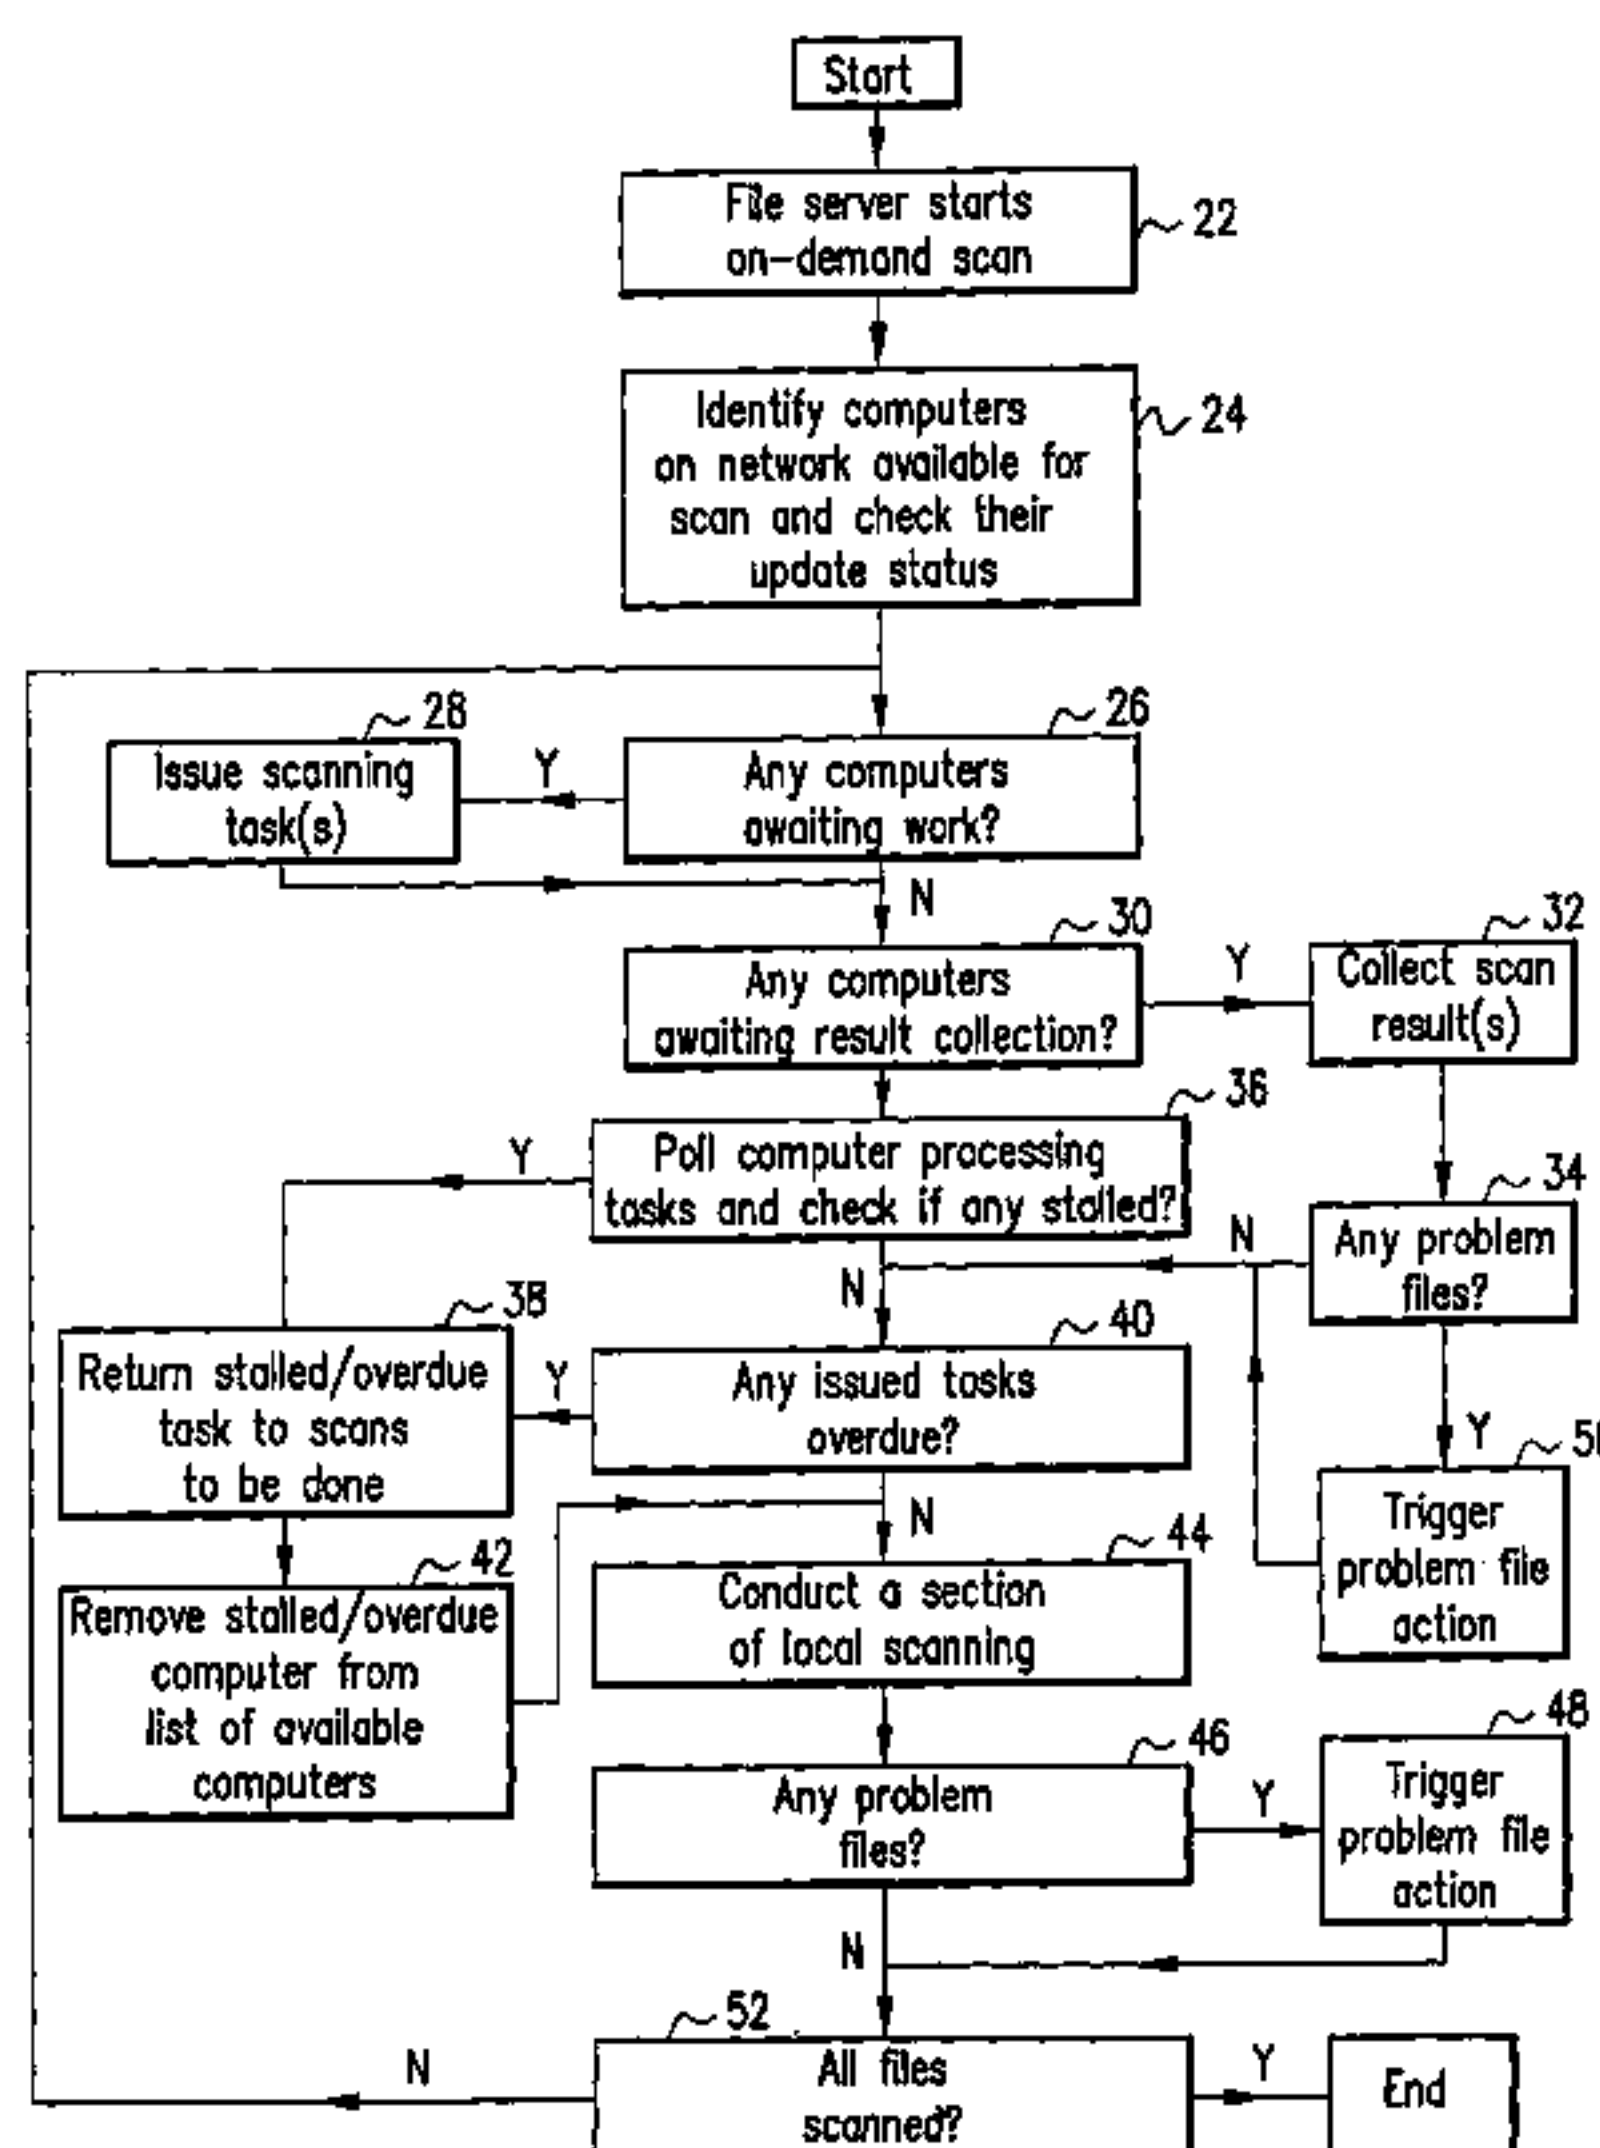 Start
File server starts
on-demand scan
22
Identify computers
on network available for
scan and check their
update status
24
28
Issue scanning
task(s)
Y
26
Any computers
awaiting work?
N
30
Any computers
awaiting result collection?
Y
32
Collect scan
result(s)
36
Poll computer processing
tasks and check if any stalled?
Y
N
34
Any problem
files?
N
Y
38
Return stalled/overdue
task to scans
to be done
Y
40
Any issued tasks
overdue?
N
Trigger
problem file
action
42
Remove stalled/overdue
computer from
list of available
computers
44
Conduct a section
of local scanning
46
Any problem
files?
Y
48
Trigger
problem file
action
N
52
All files
scanned?
N
Y
End